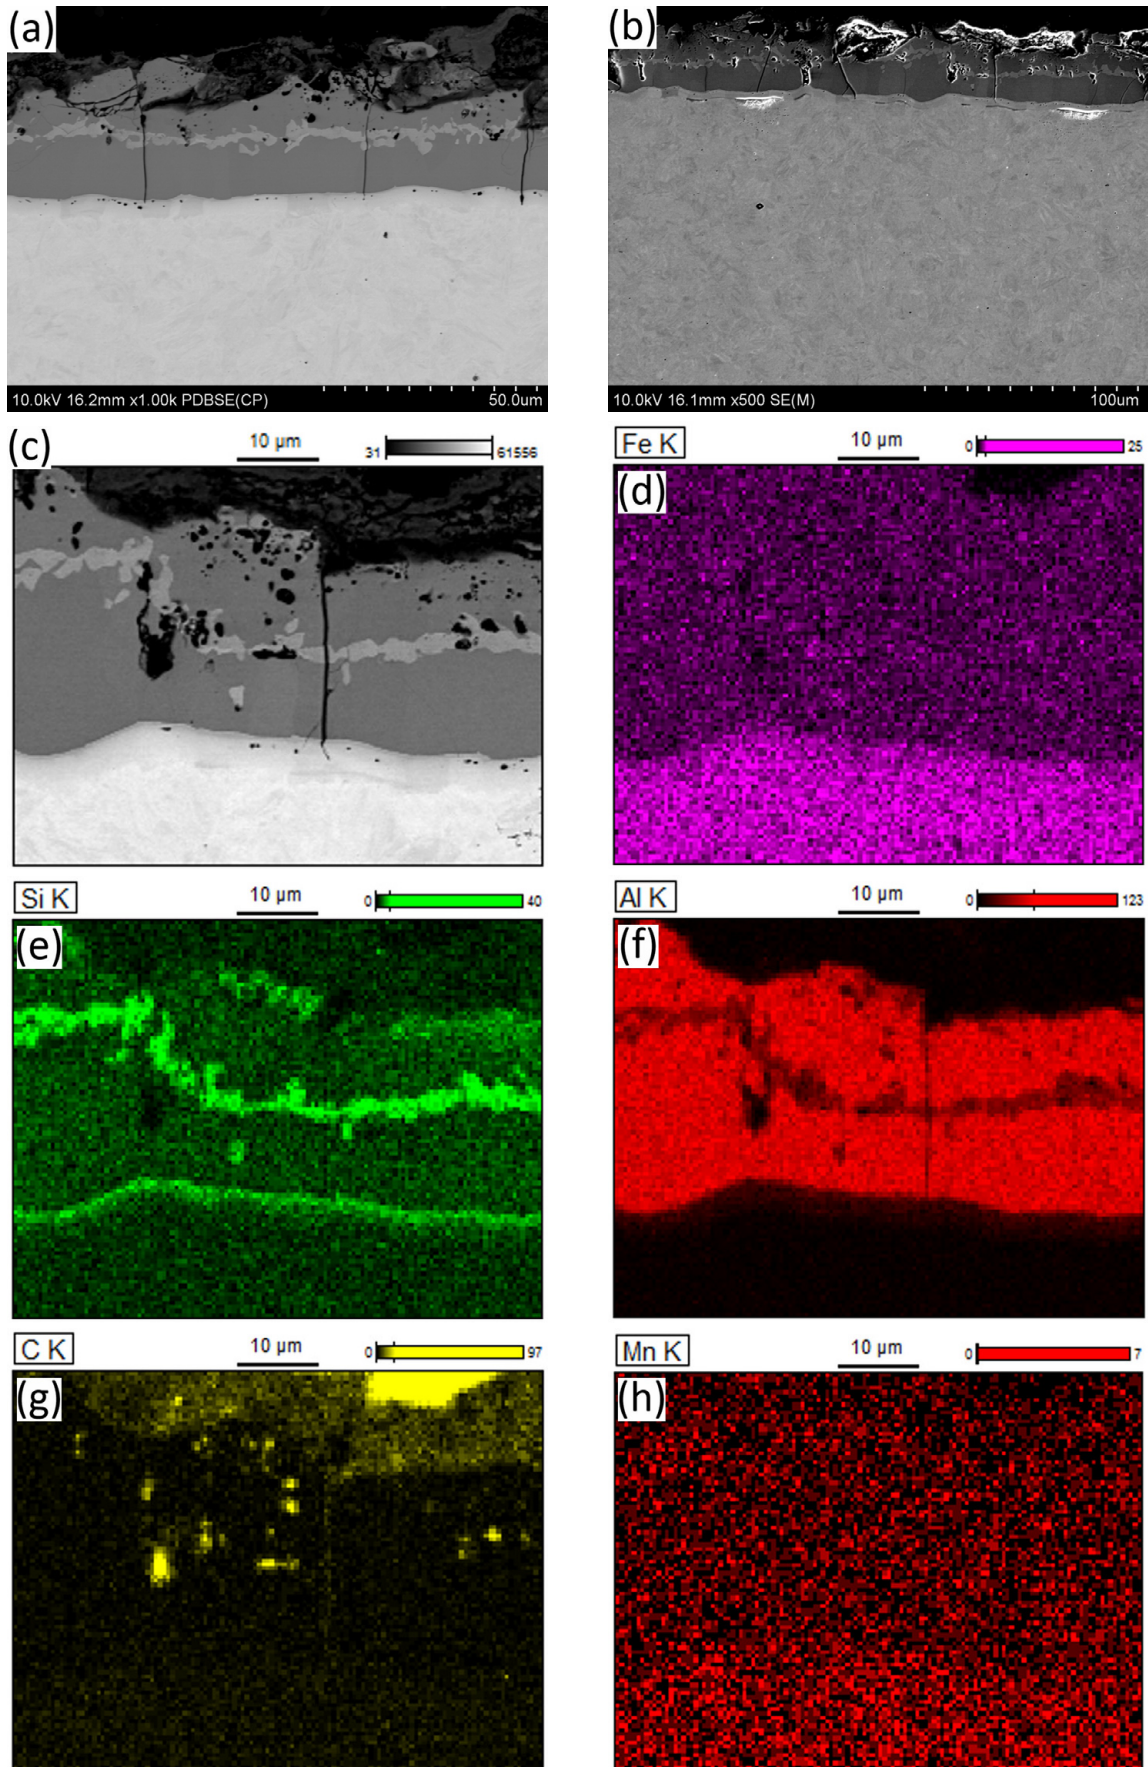 (a)
(b)
10.0kV 16.2mm x1.00k PDBSE(CP) 50.0um
10.0kV 16.1mm x500 SE(M) 100um
(c)
10 µm
31 61556
Fe K
10 µm
0 25
(d)
Si K
10 µm
0 40
Al K
10 µm
0 123
(e)
(f)
C K
10 µm
0 97
Mn K
10 µm
0 7
(g)
(h)